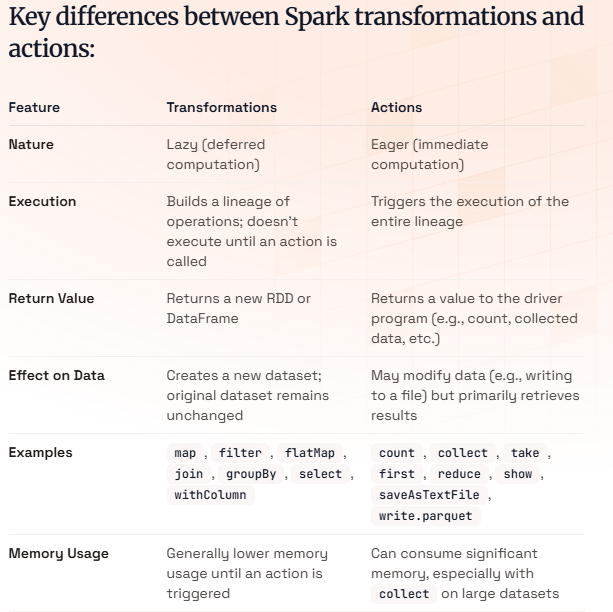 Key differences between Spark transformations and
actions:
Feature Transformations Actions
Nature Lazy (deferred Eager (immediate
computation) computation)
Execution Builds a lineage of Triggers the execution of the
operations; doesn't entire lineage
execute until an action is
called
Return Value Returns a new RDD or Returns a value to the driver
DataFrame program (e.g., count, collected
data, etc.)
Effect on Data Creates a new dataset; May modify data (e.g., writing
original dataset remains to a file) but primarily retrieves
unchanged results
Examples map , filter , flatMap , count , collect , take ,
join , groupBy , select , first , reduce , show ,
withColumn saveAsTextFile ,
write.parquet
Memory Usage Generally lower memory Can consume significant
usage until an action is memory, especially with
triggered collect on large datasets